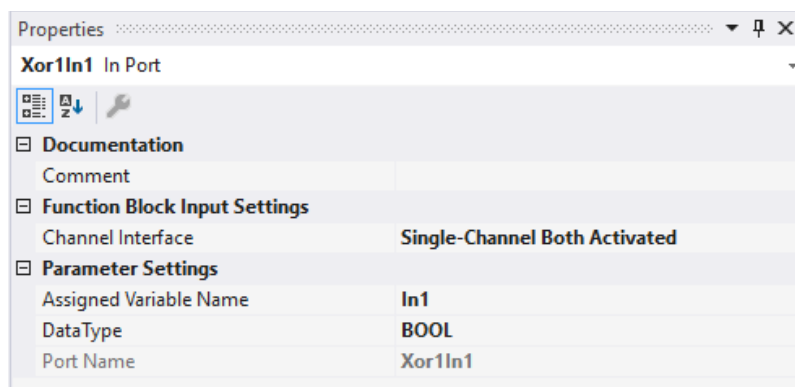 Properties
Xor1In1 In Port
Documentation
Comment
Function Block Input Settings
Channel Interface Single-Channel Both Activated
Parameter Settings
Assigned Variable Name In1
DataType BOOL
Port Name Xor1In1